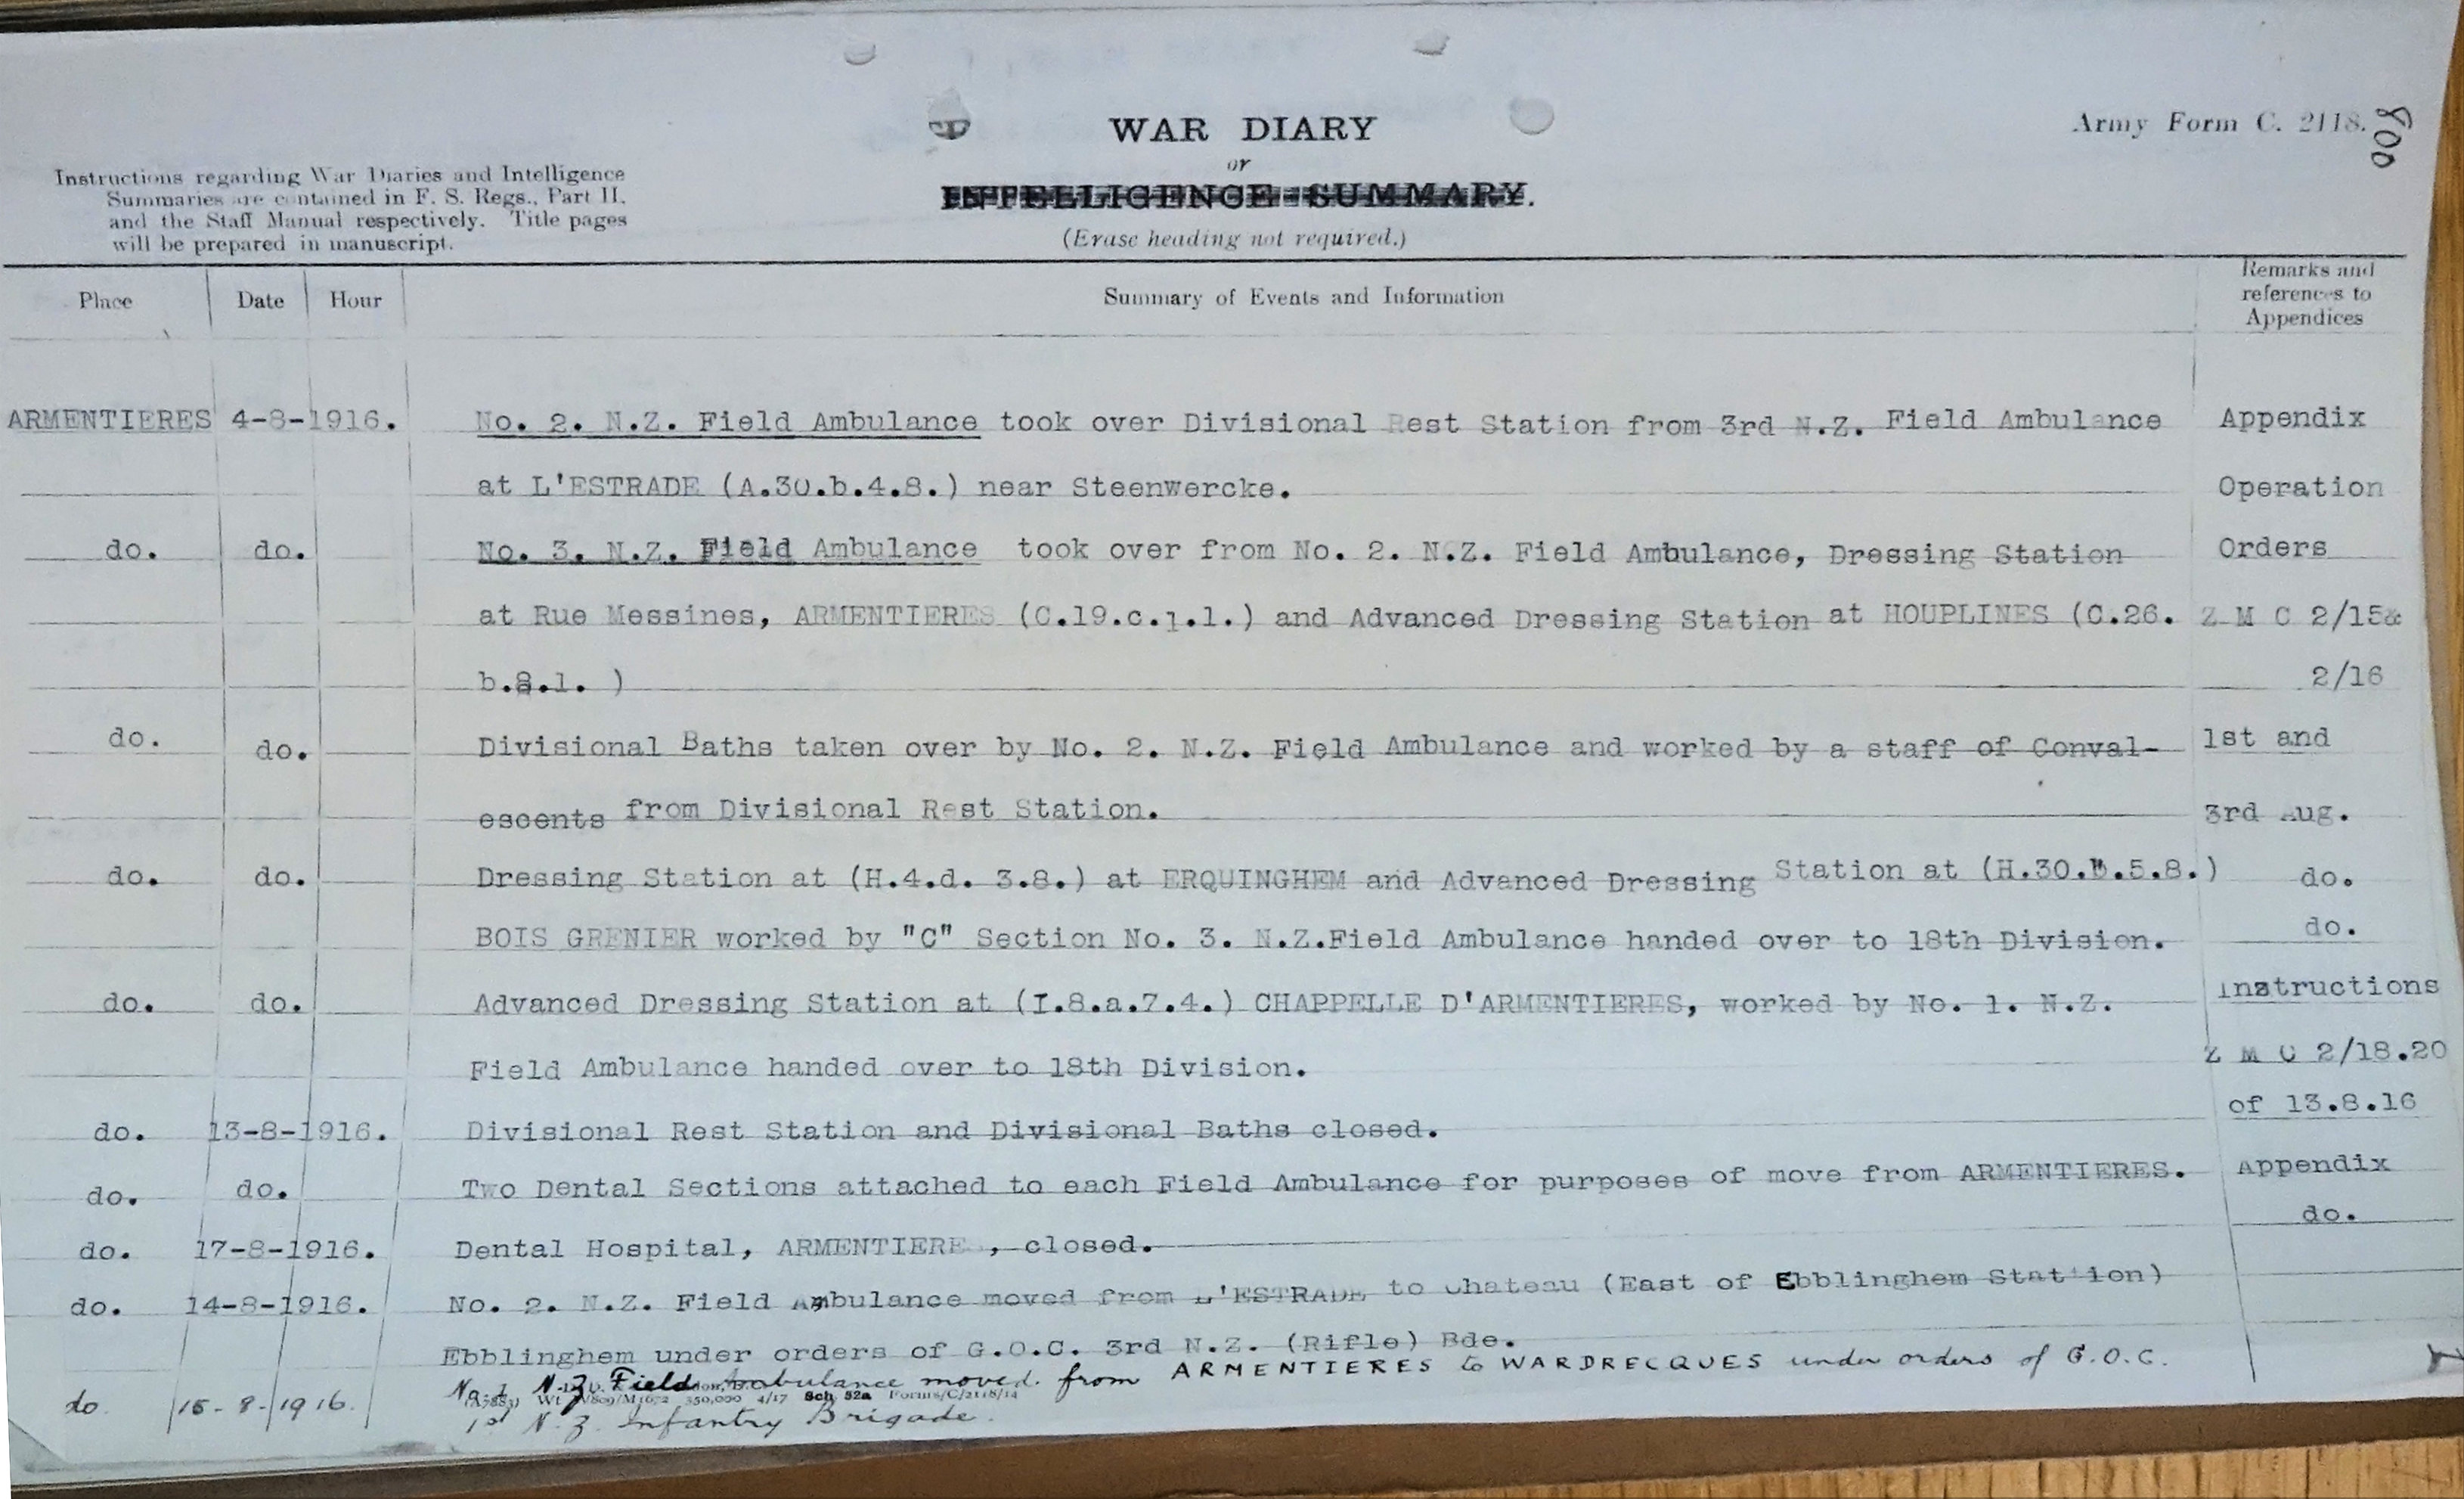 Army Form C. 2118.
800
WAR DIARY
or
INTELLIGENCE SUMMARY.
(Erase heading not required.)
Instructions regarding War Diaries and Intelligence
Summaries are contained in F. S. Regs., Part II.
and the Staff Manual respectively. Title pages
will be prepared in manuscript.
Place Date Hour Summary of Events and Information Remarks and references to Appendices
ARMENTIERES 4-8-1916. No. 2. N.Z. Field Ambulance took over Divisional Rest Station from 3rd N.Z. Field Ambulance Appendix
at L'ESTRADE (A.30.b.4.8.) near Steenwercke. Operation
do. do. No. 3. N.Z. Field Ambulance took over from No. 2. N.Z. Field Ambulance, Dressing Station Orders
at Rue Messines, ARMENTIERES (C.19.c.1.1.) and Advanced Dressing Station at HOUPLINES (C.26. Z M C 2/15&
b.8.1. ) 2/16
do. do. Divisional Baths taken over by No. 2. N.Z. Field Ambulance and worked by a staff of Conval- 1st and
escents from Divisional Rest Station. 3rd Aug.
do. do. Dressing Station at (H.4.d. 3.8.) at ERQUINGHEM and Advanced Dressing Station at (H.30.b.5.8.) do.
BOIS GRENIER worked by "C" Section No. 3. N.Z.Field Ambulance handed over to 18th Division. do.
do. do. Advanced Dressing Station at (I.8.a.7.4.) CHAPPELLE D'ARMENTIERES, worked by No. 1. N.Z. Instructions
Field Ambulance handed over to 18th Division. Z M C 2/18.20
of 13.8.16
do. 13-8-1916. Divisional Rest Station and Divisional Baths closed.
do. do. Two Dental Sections attached to each Field Ambulance for purposes of move from ARMENTIERES. Appendix
do.
do. 17-8-1916. Dental Hospital, ARMENTIERE , closed.
do. 14-8-1916. No. 2. N.Z. Field Ambulance moved from L'ESTRADE to Chateau (East of Ebblinghem Station)
Ebblinghem under orders of G.O.C. 3rd N.Z. (Rifle) Bde.
do. 15-8-1916. No. 1 N.Z. Field Ambulance moved from ARMENTIERES to WARDRECQUES under orders of G.O.C.
350,000 4/17 Sch. 52a Forms/C/2118/14
1st N.Z. Infantry Brigade.